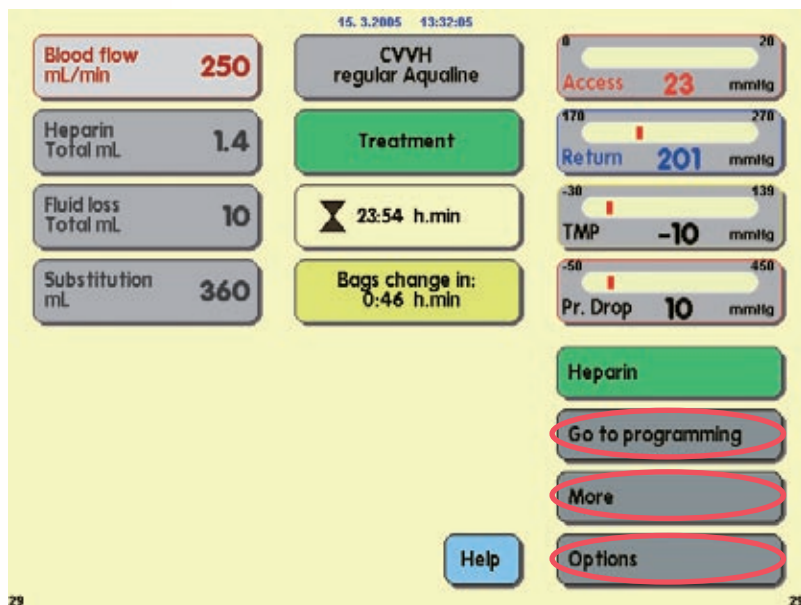 15. 3.2005 13:32:05
Blood flow
mL/min 250
Heparin
Total mL 1.4
Fluid loss
Total mL 10
Substitution
mL 360
CVVH
regular Aqualine
Treatment
23:54 h.min
Bags change in:
0:46 h.min
0 20
Access 23 mmHg
170 270
Return 201 mmHg
-30 139
TMP -10 mmHg
-50 450
Pr. Drop 10 mmHg
Heparin
Go to programming
More
Options
Help
29